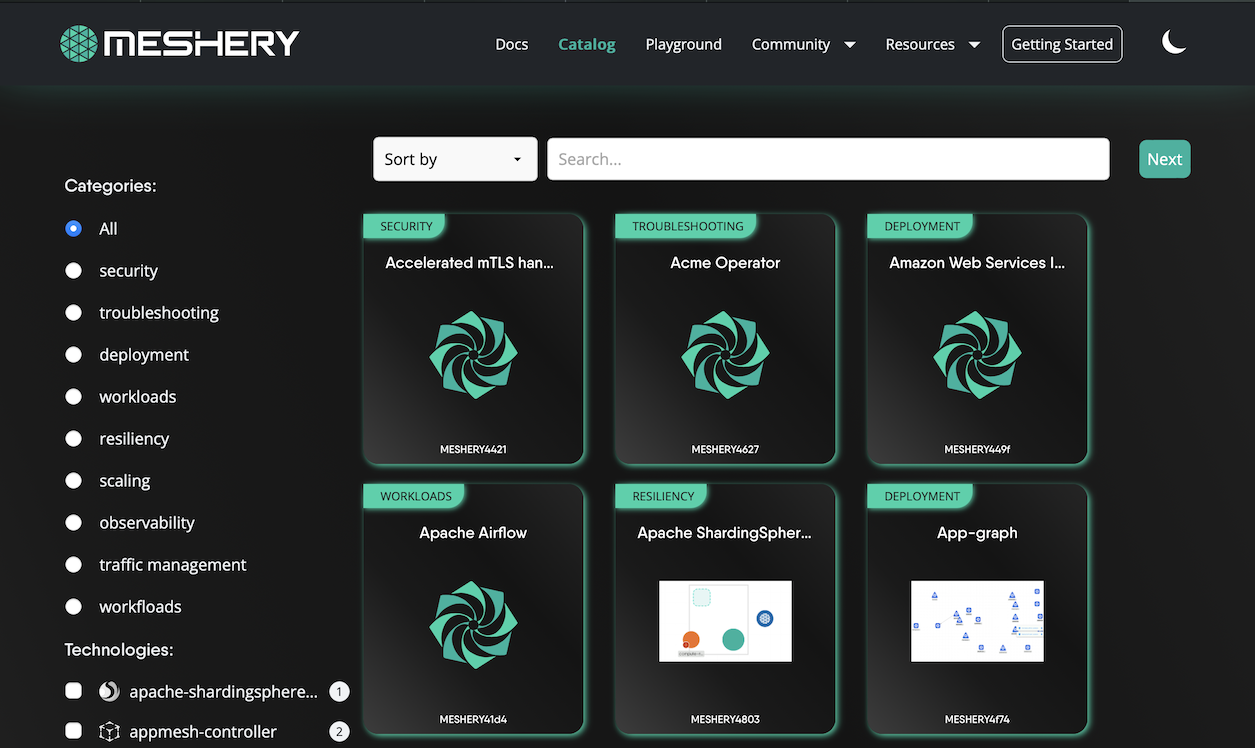 MESHERY
Docs
Catalog
Playground
Community
Resources
Getting Started
Sort by
Search...
Next
Categories:
All
security
troubleshooting
deployment
workloads
resiliency
scaling
observability
traffic management
workfloads
Technologies:
apache-shardingsphere...
1
appmesh-controller
2
SECURITY
Accelerated mTLS han...
MESHERY4421
TROUBLESHOOTING
Acme Operator
MESHERY4627
DEPLOYMENT
Amazon Web Services I...
MESHERY449f
WORKLOADS
Apache Airflow
MESHERY41d4
RESILIENCY
Apache ShardingSpher...
MESHERY4803
DEPLOYMENT
App-graph
MESHERY4f74